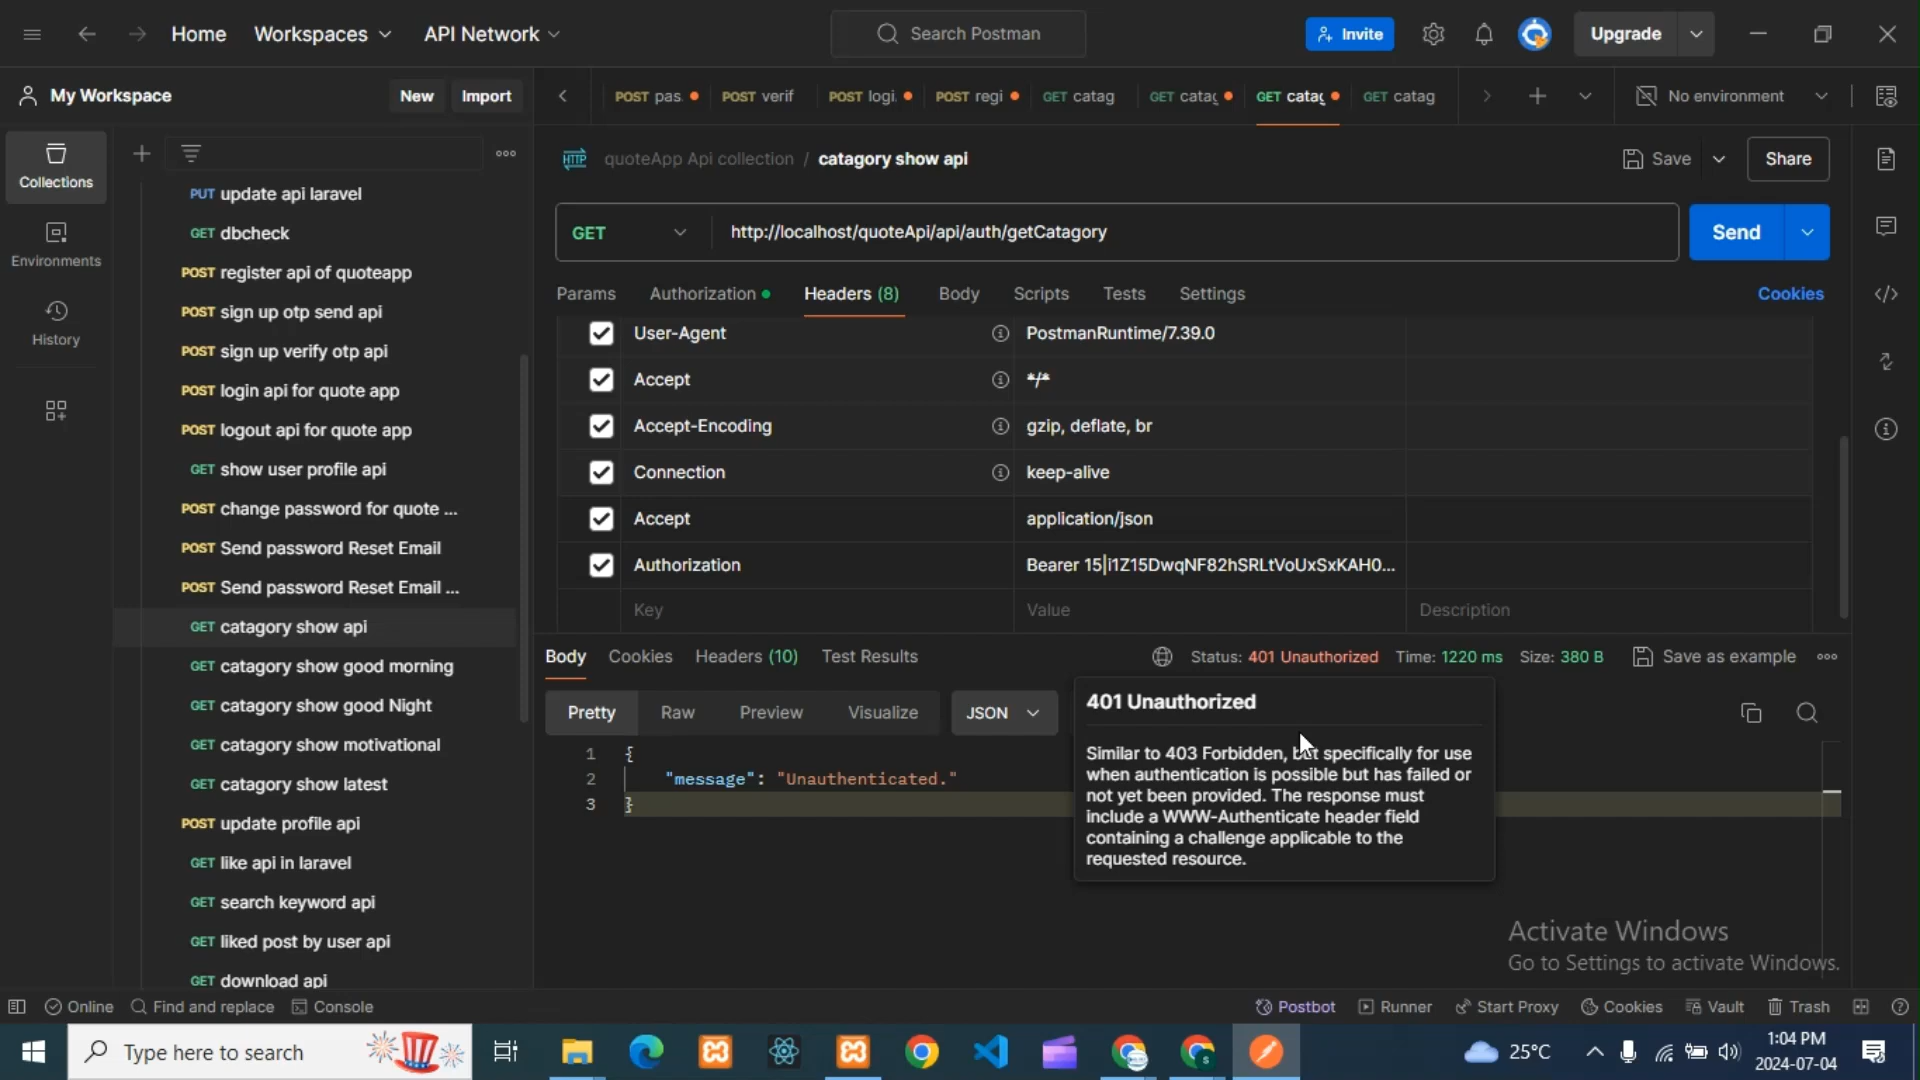 Home
Workspaces
API Network
Search Postman
Invite
Upgrade
My Workspace
New
Import
POST pas
POST verif
POST logi
POST regi
GET catag
GET catag
GET catag
GET catag
No environment
Collections
Environments
History
PUT update api laravel
GET dbcheck
POST register api of quoteapp
POST sign up otp send api
POST sign up verify otp api
POST login api for quote app
POST logout api for quote app
GET show user profile api
POST change password for quote ...
POST Send password Reset Email
POST Send password Reset Email ...
GET catagory show api
GET catagory show good morning
GET catagory show good Night
GET catagory show motivational
GET catagory show latest
POST update profile api
GET like api in laravel
GET search keyword api
GET liked post by user api
GET download api
HTTP quoteApp Api collection / catagory show api
Save
Share
GET
http://localhost/quoteApi/api/auth/getCatagory
Send
Params
Authorization
Headers (8)
Body
Scripts
Tests
Settings
Cookies
User-Agent PostmanRuntime/7.39.0
Accept */*
Accept-Encoding gzip, deflate, br
Connection keep-alive
Accept application/json
Authorization Bearer 15|i1Z15DwqNF82hSRLtVoUxSxKAH0...
Key Value Description
Body
Cookies
Headers (10)
Test Results
Status: 401 Unauthorized
Time: 1220 ms
Size: 380 B
Save as example
Pretty
Raw
Preview
Visualize
JSON
1 {
2 "message": "Unauthenticated."
3 }
401 Unauthorized
Similar to 403 Forbidden, but specifically for use
when authentication is possible but has failed or
not yet been provided. The response must
include a WWW-Authenticate header field
containing a challenge applicable to the
requested resource.
Activate Windows
Go to Settings to activate Windows.
Online
Find and replace
Console
Postbot
Runner
Start Proxy
Cookies
Vault
Trash
Type here to search
25°C
1:04 PM
2024-07-04